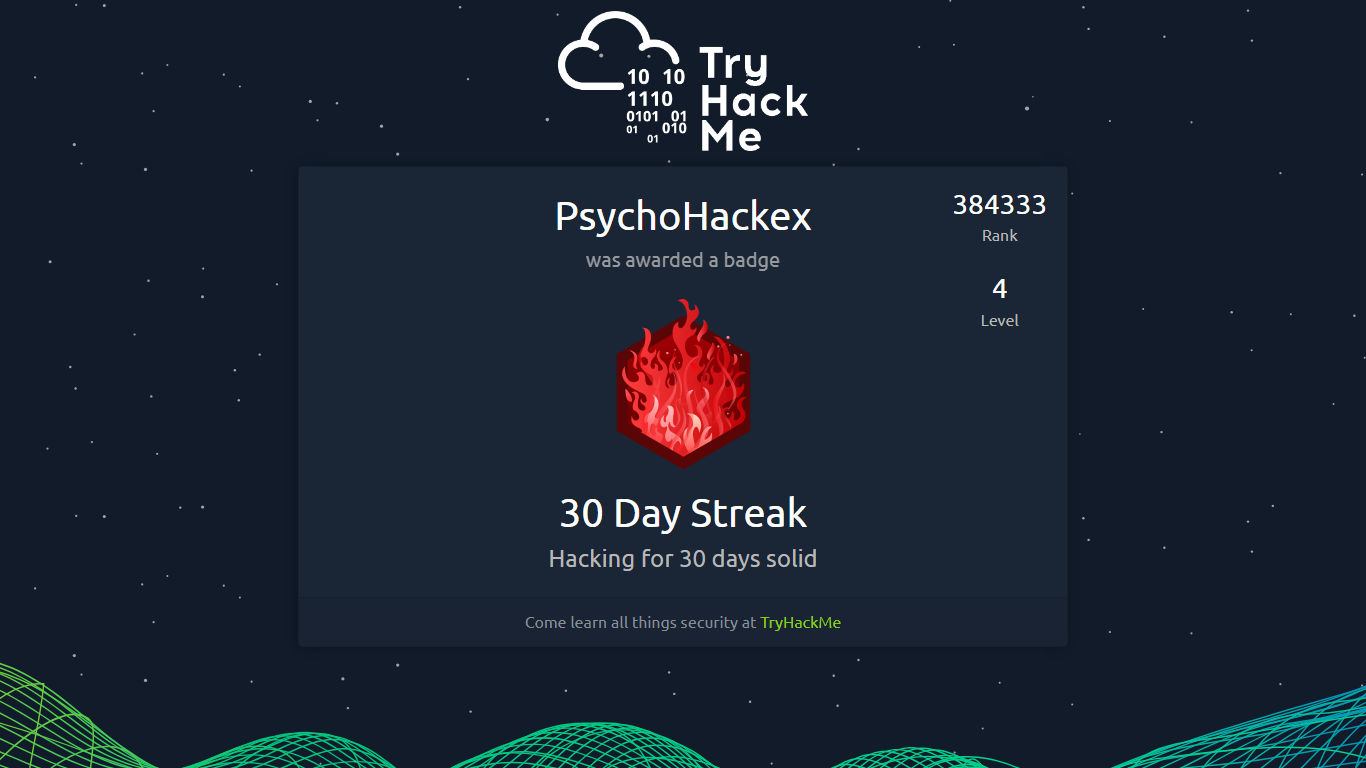 10 10
1110
0101 01
01 010
01
Try
Hack
Me
PsychoHackex
was awarded a badge
384333
Rank
4
Level
30 Day Streak
Hacking for 30 days solid
Come learn all things security at TryHackMe